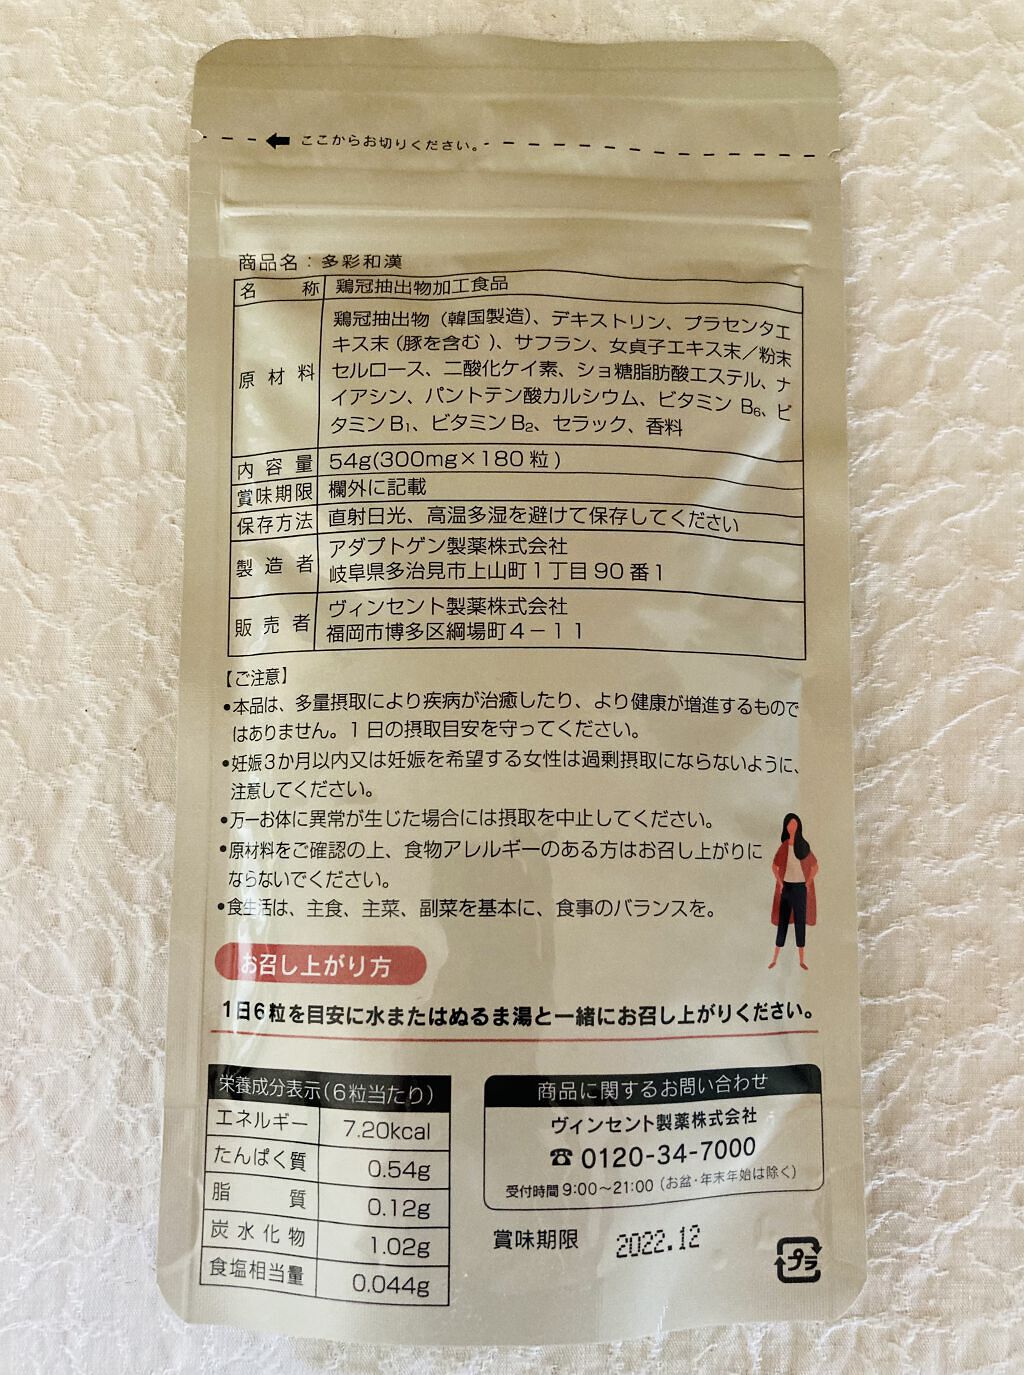 ここからお切りください。
商品名：多彩和漢
名称 鶏冠抽出物加工食品
原材料 鶏冠抽出物（韓国製造）、デキストリン、プラセンタエ
キス末（豚を含む）、サフラン、女貞子エキス末／粉末
セルロース、二酸化ケイ素、ショ糖脂肪酸エステル、ナ
イアシン、パントテン酸カルシウム、ビタミン B₆、ビ
タミン B₁、ビタミン B₂、セラック、香料
内容量 54g(300mg×180 粒 )
賞味期限 欄外に記載
保存方法 直射日光、高温多湿を避けて保存してください
製造者 アダプトゲン製薬株式会社
岐阜県多治見市上山町 1 丁目 90 番 1
販売者 ヴィンセント製薬株式会社
福岡市博多区綱場町４－１１
【ご注意】
•本品は、多量摂取により疾病が治癒したり、より健康が増進するもので
はありません。1 日の摂取目安を守ってください。
•妊娠３か月以内又は妊娠を希望する女性は過剰摂取にならないように、
注意してください。
•万一お体に異常が生じた場合には摂取を中止してください。
•原材料をご確認の上、食物アレルギーのある方はお召し上がりに
ならないでください。
•食生活は、主食、主菜、副菜を基本に、食事のバランスを。
お召し上がり方
1日6粒を目安に水またはぬるま湯と一緒にお召し上がりください。
栄養成分表示（6粒当たり）
エネルギー 7.20kcal
たんぱく質 0.54g
脂質 0.12g
炭水化物 1.02g
食塩相当量 0.044g
商品に関するお問い合わせ
ヴィンセント製薬株式会社
☎ 0120-34-7000
受付時間 9:00～21:00（お盆・年末年始は除く）
賞味期限 2022.12
プラ